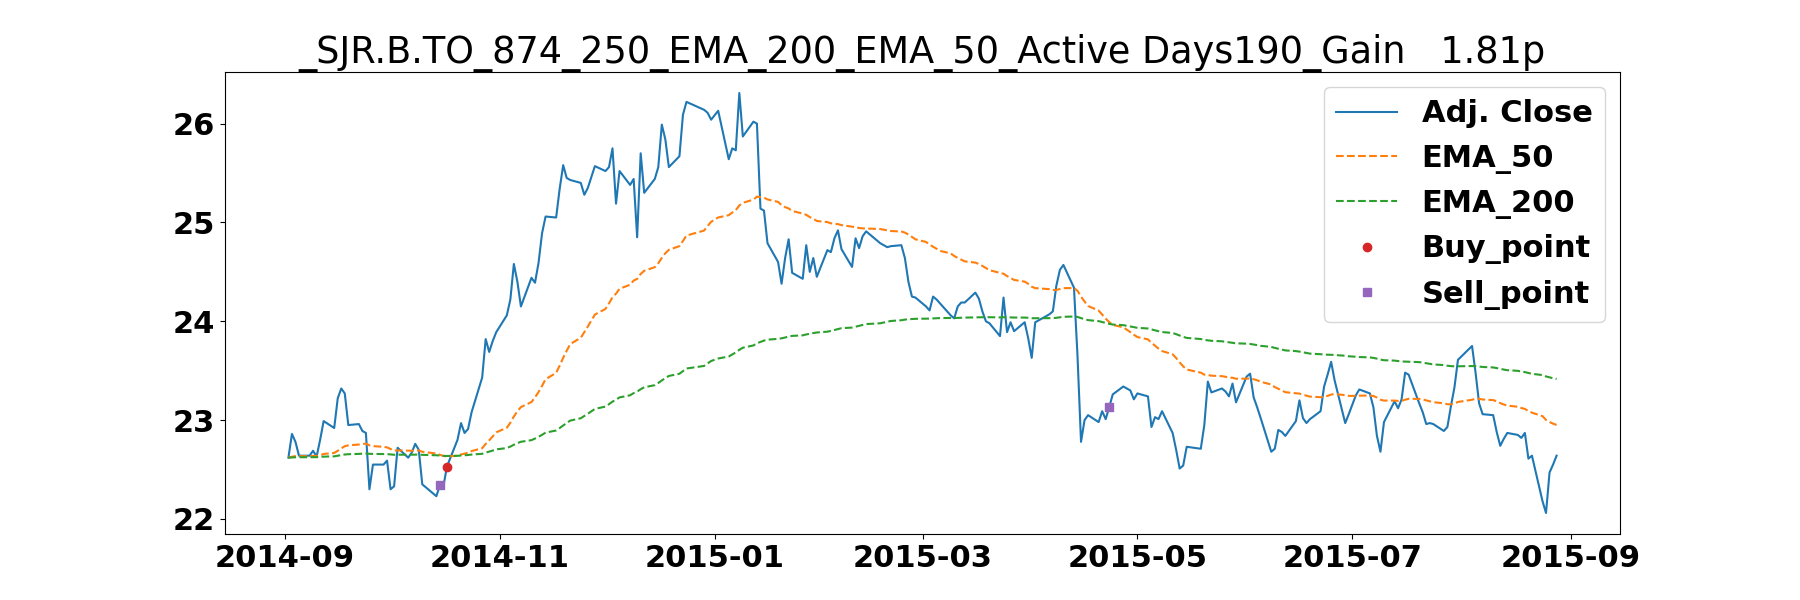 _SJR.B.TO_874_250_EMA_200_EMA_50_Active Days190_Gain   1.81p
Adj. Close
EMA_50
EMA_200
Buy_point
Sell_point
26
25
24
23
22
2014-09 2014-11 2015-01 2015-03 2015-05 2015-07 2015-09